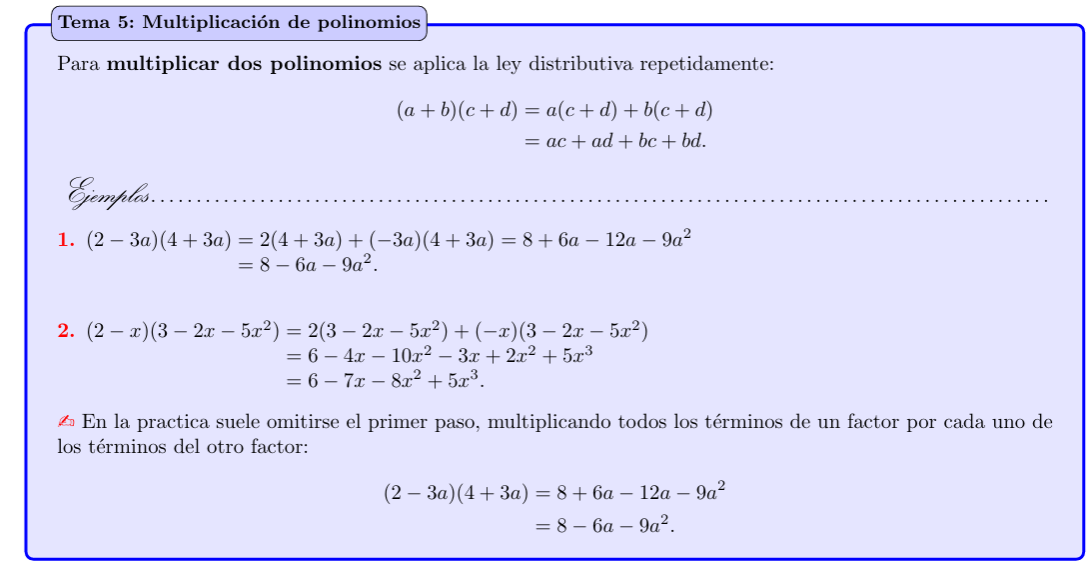 Tema 5: Multiplicación de polinomios
Para multiplicar dos polinomios se aplica la ley distributiva repetidamente:
(a + b)(c + d) = a(c + d) + b(c + d)
= ac + ad + bc + bd.
Ejemplos......................................................................................................
1. (2 − 3a)(4 + 3a) = 2(4 + 3a) + (−3a)(4 + 3a) = 8 + 6a − 12a − 9a²
= 8 − 6a − 9a².
2. (2 − x)(3 − 2x − 5x²) = 2(3 − 2x − 5x²) + (−x)(3 − 2x − 5x²)
= 6 − 4x − 10x² − 3x + 2x² + 5x³
= 6 − 7x − 8x² + 5x³.
✍ En la practica suele omitirse el primer paso, multiplicando todos los términos de un factor por cada uno de
los términos del otro factor:
(2 − 3a)(4 + 3a) = 8 + 6a − 12a − 9a²
= 8 − 6a − 9a².